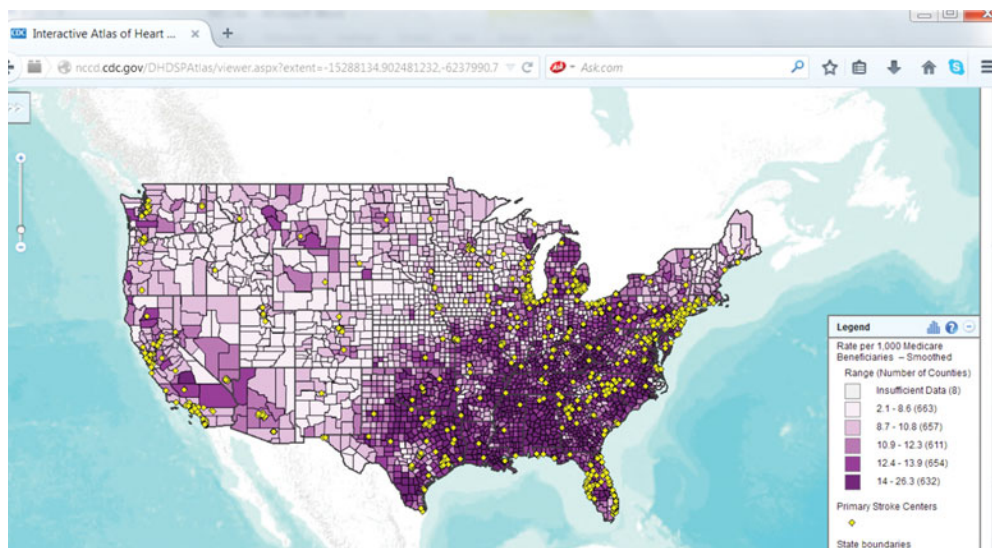 CDC Interactive Atlas of Heart ... × +
nccd.cdc.gov/DHDSPAtlas/viewer.aspx?extent=-15288134.902481232,-6237990.7
Ask Ask.com
>>
Legend
Rate per 1,000 Medicare
Beneficiaries – Smoothed
Range (Number of Counties)
Insufficient Data (8)
2.1 - 8.6 (663)
8.7 - 10.8 (657)
10.9 - 12.3 (611)
12.4 - 13.9 (654)
14 - 26.3 (632)
Primary Stroke Centers
State boundaries